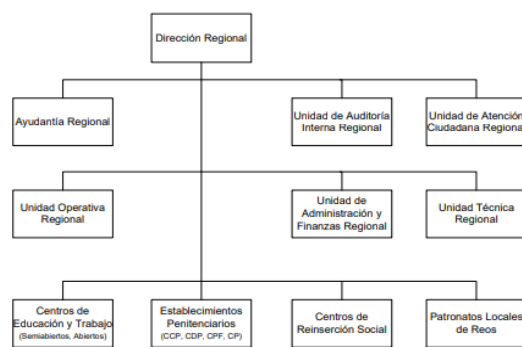 Dirección Regional
Ayudantía Regional
Unidad de Auditoría
Interna Regional
Unidad de Atención
Ciudadana Regional
Unidad Operativa
Regional
Unidad de
Administración y
Finanzas Regional
Unidad Técnica
Regional
Centros de
Educación y Trabajo
(Semiabiertos, Abiertos)
Establecimientos
Penitenciarios
(CCP, CDP, CPF, CP)
Centros de
Reinserción Social
Patronatos Locales
de Reos